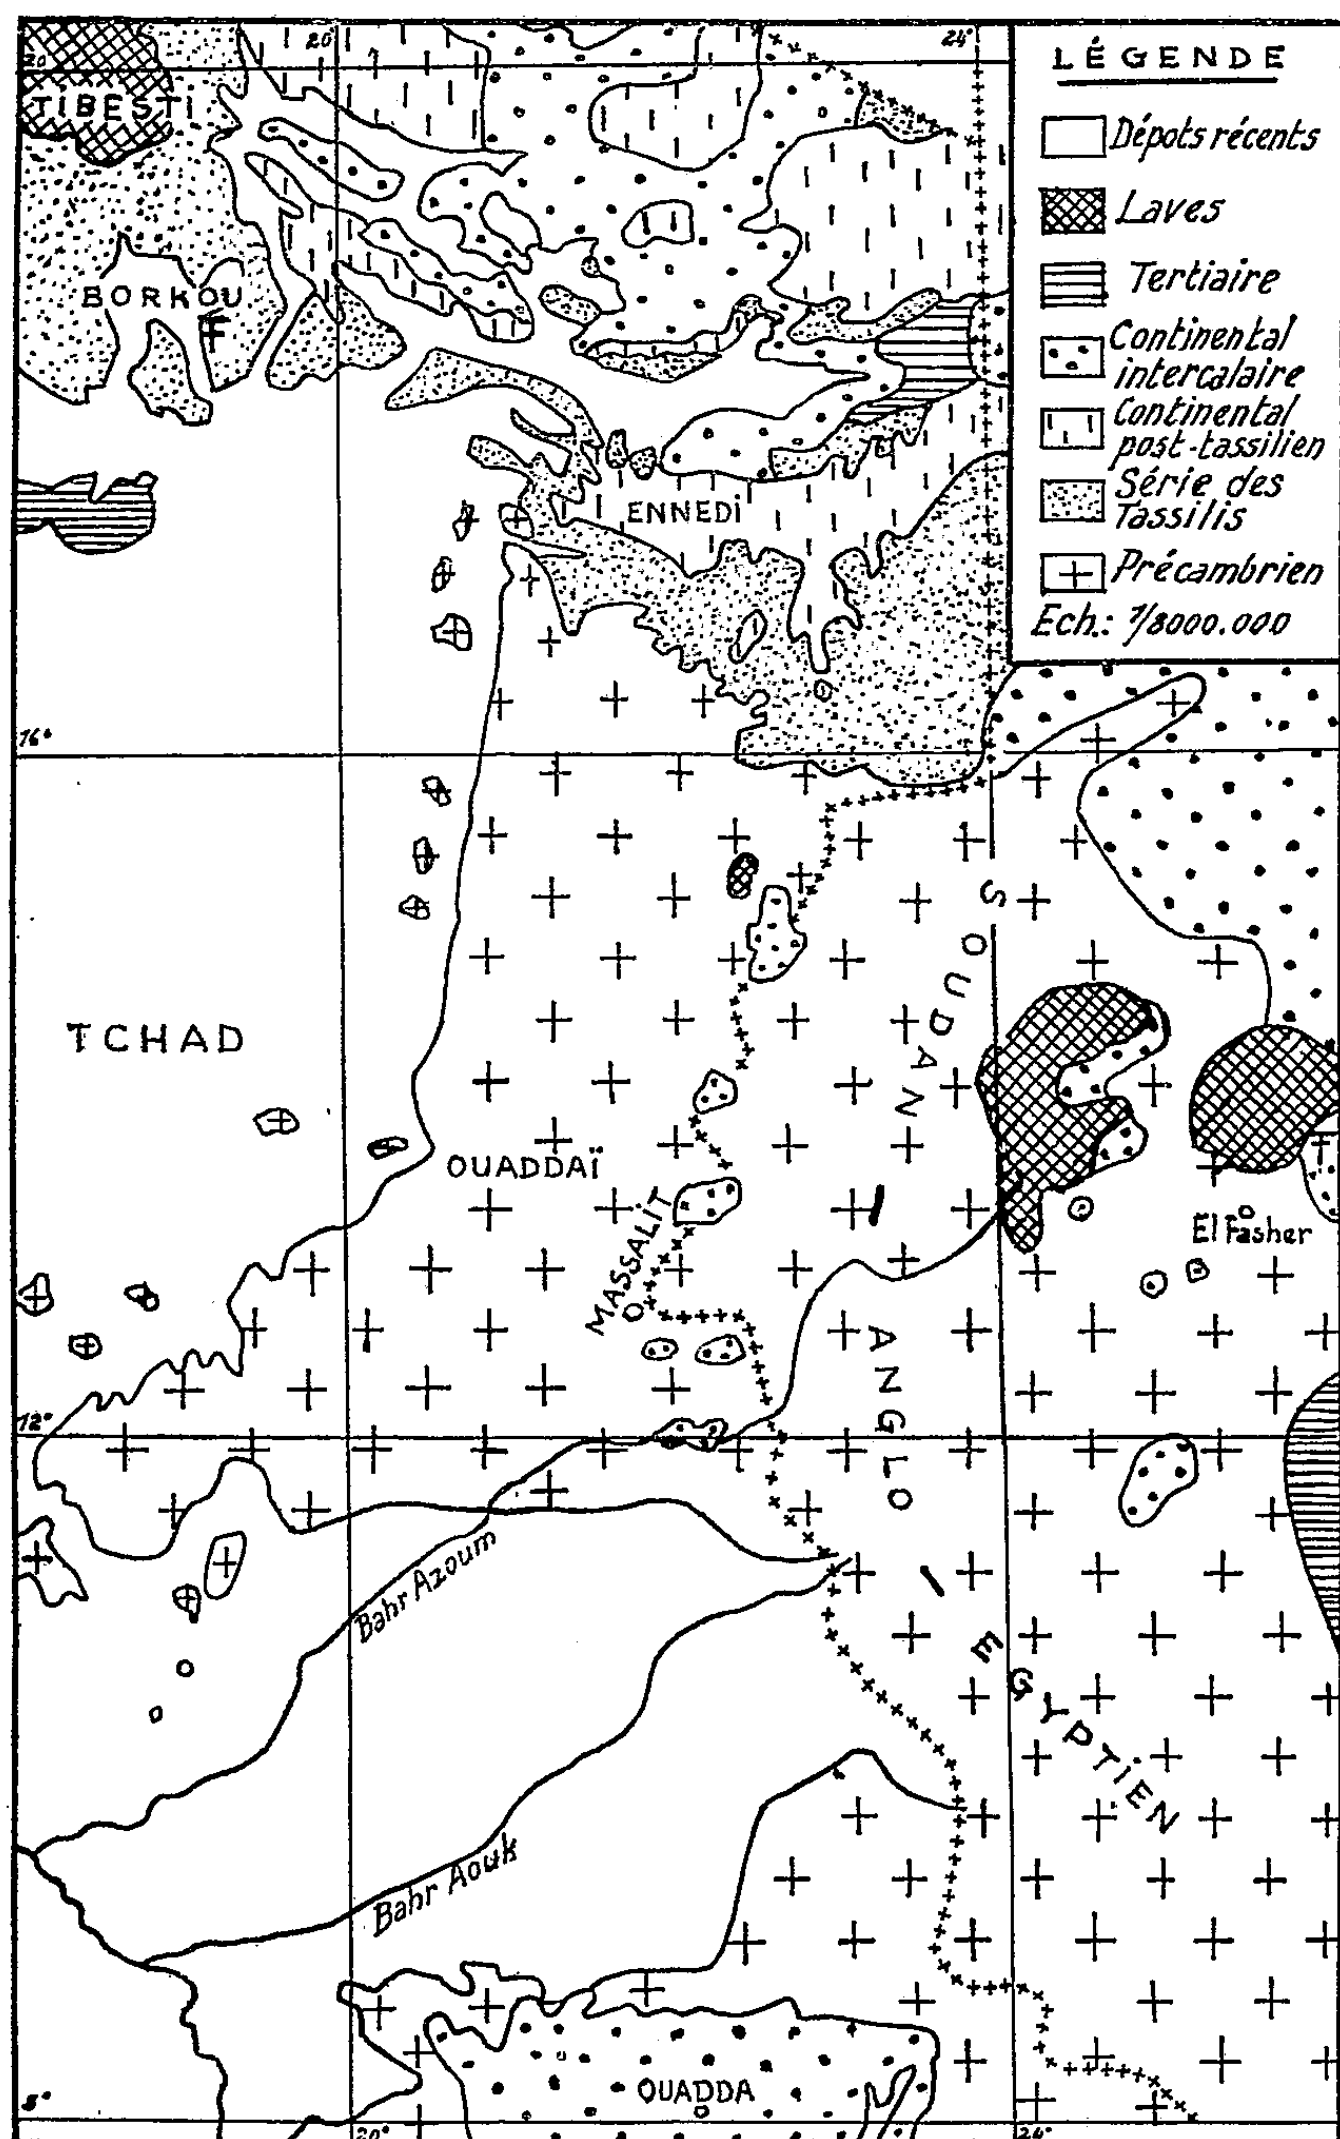 20°
24°
20
TIBESTI
BORKOU
ENNEDI
LÉGENDE
Dépots récents
Laves
Tertiaire
Continental
intercalaire
Continental
post-tassilien
Série des
Tassilis
Précambrien
Ech.: 1/8000.000
16°
TCHAD
OUADDAÏ
MASSALIT
SOUDAN
ANGLO
EGYPTIEN
El Fasher
12°
Bahr Azoum
Bahr Aouk
OUADDA
8°
20°
24°